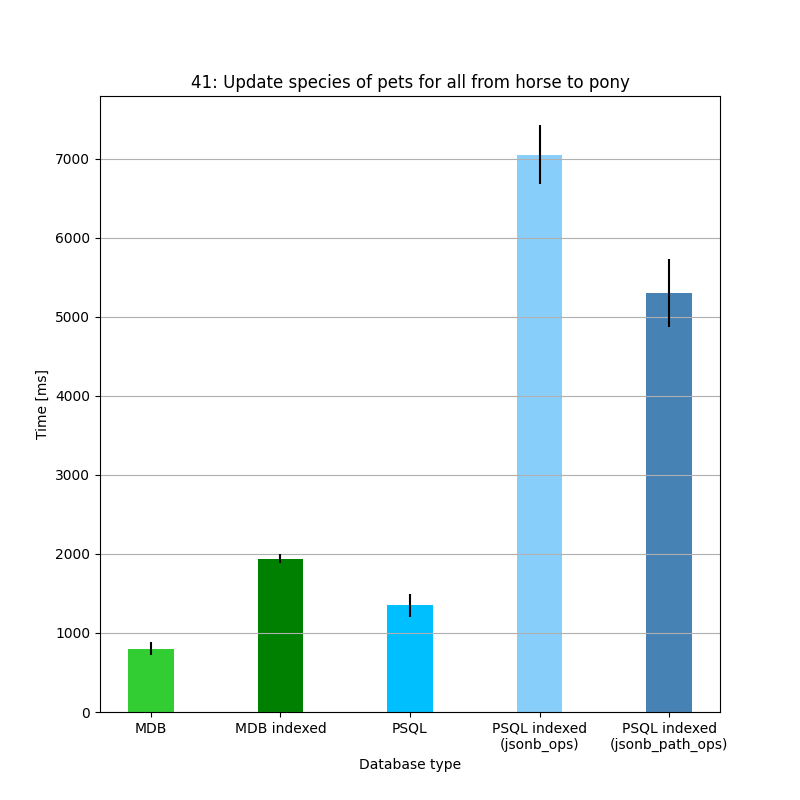 41: Update species of pets for all from horse to pony
7000
6000
5000
4000
3000
2000
1000
0
Time [ms]
MDB
MDB indexed
PSQL
PSQL indexed
(jsonb_ops)
PSQL indexed
(jsonb_path_ops)
Database type